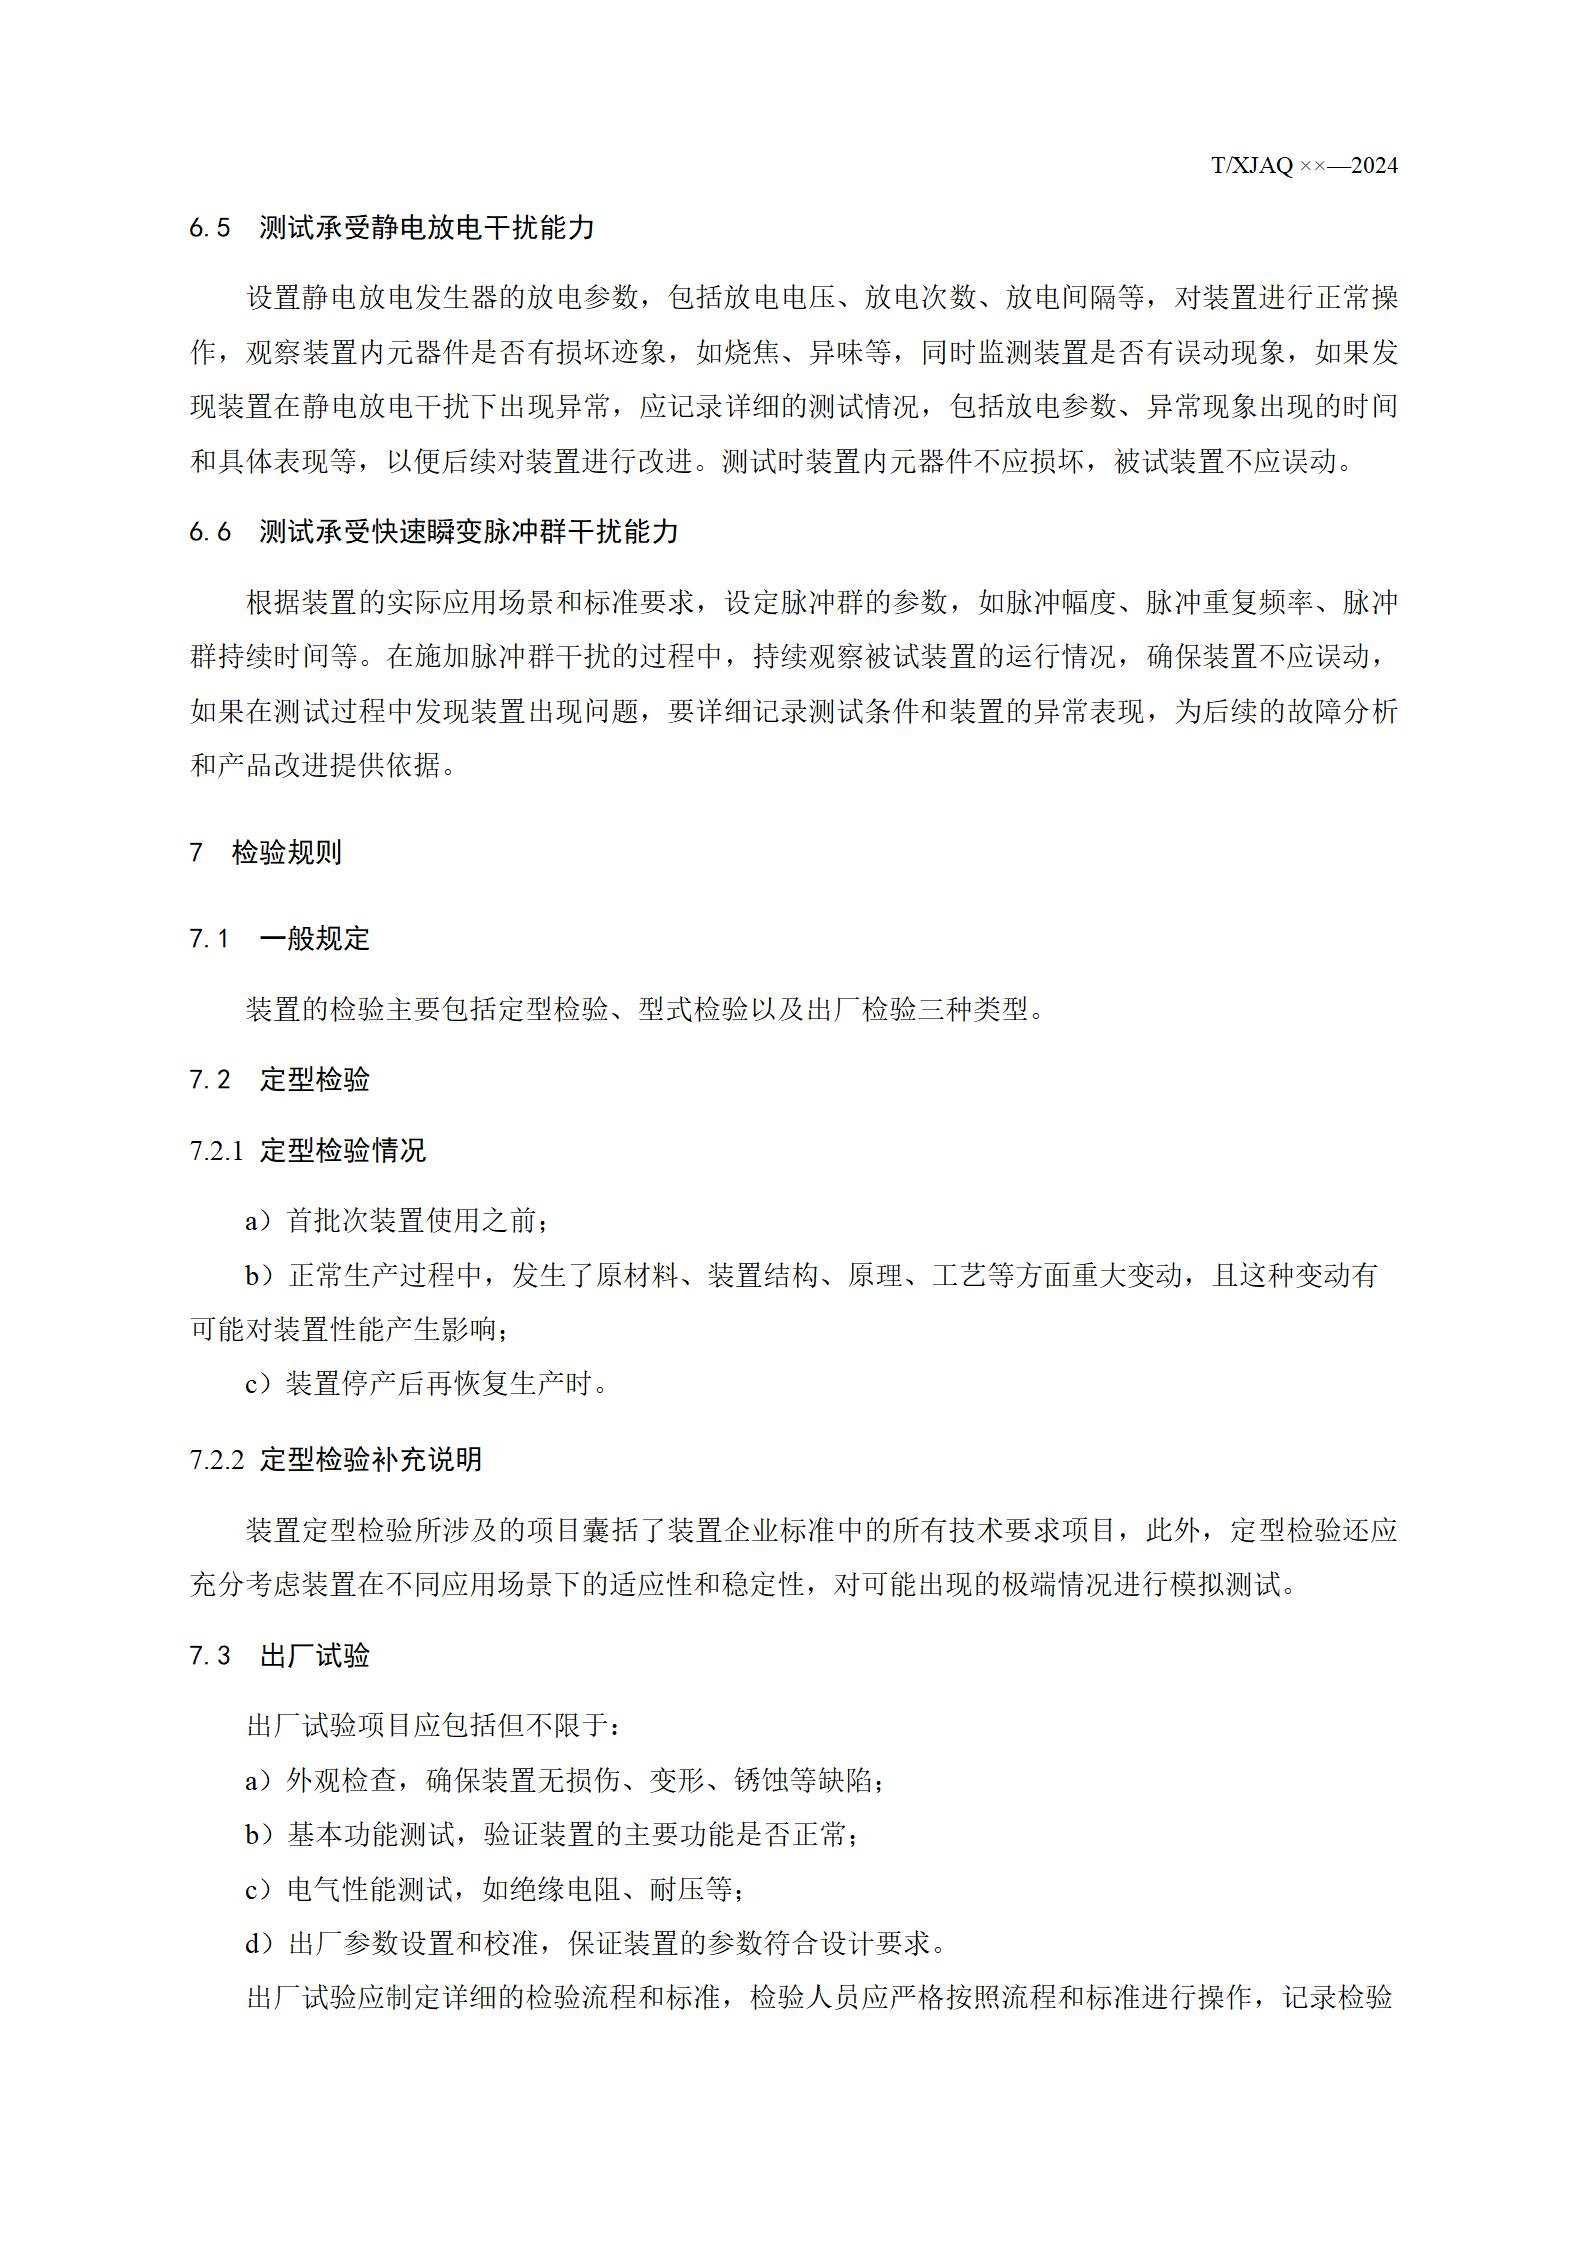 T/XJAQ ××—2024
6.5 测试承受静电放电干扰能力
设置静电放电发生器的放电参数，包括放电电压、放电次数、放电间隔等，对装置进行正常操
作，观察装置内元器件是否有损坏迹象，如烧焦、异味等，同时监测装置是否有误动现象，如果发
现装置在静电放电干扰下出现异常，应记录详细的测试情况，包括放电参数、异常现象出现的时间
和具体表现等，以便后续对装置进行改进。测试时装置内元器件不应损坏，被试装置不应误动。
6.6 测试承受快速瞬变脉冲群干扰能力
根据装置的实际应用场景和标准要求，设定脉冲群的参数，如脉冲幅度、脉冲重复频率、脉冲
群持续时间等。在施加脉冲群干扰的过程中，持续观察被试装置的运行情况，确保装置不应误动，
如果在测试过程中发现装置出现问题，要详细记录测试条件和装置的异常表现，为后续的故障分析
和产品改进提供依据。
7 检验规则
7.1 一般规定
装置的检验主要包括定型检验、型式检验以及出厂检验三种类型。
7.2 定型检验
7.2.1 定型检验情况
a）首批次装置使用之前；
b）正常生产过程中，发生了原材料、装置结构、原理、工艺等方面重大变动，且这种变动有
可能对装置性能产生影响；
c）装置停产后再恢复生产时。
7.2.2 定型检验补充说明
装置定型检验所涉及的项目囊括了装置企业标准中的所有技术要求项目，此外，定型检验还应
充分考虑装置在不同应用场景下的适应性和稳定性，对可能出现的极端情况进行模拟测试。
7.3 出厂试验
出厂试验项目应包括但不限于：
a）外观检查，确保装置无损伤、变形、锈蚀等缺陷；
b）基本功能测试，验证装置的主要功能是否正常；
c）电气性能测试，如绝缘电阻、耐压等；
d）出厂参数设置和校准，保证装置的参数符合设计要求。
出厂试验应制定详细的检验流程和标准，检验人员应严格按照流程和标准进行操作，记录检验